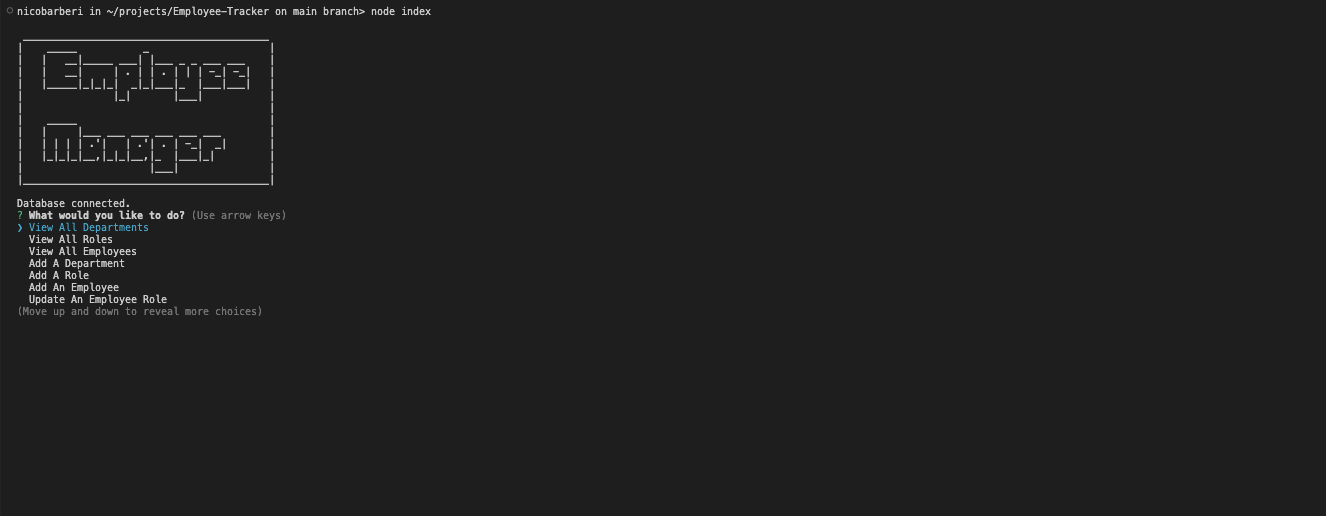 nicobarberi in ~/projects/Employee-Tracker on main branch> node index
Employee
Manager
Database connected.
? What would you like to do? (Use arrow keys)
❯ View All Departments
View All Roles
View All Employees
Add A Department
Add A Role
Add An Employee
Update An Employee Role
(Move up and down to reveal more choices)